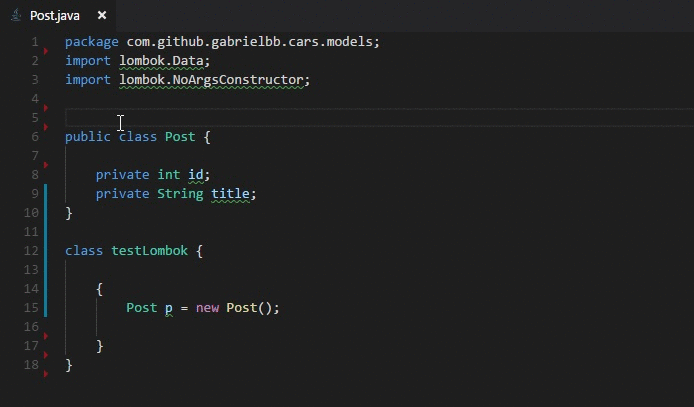 Post.java ×
1 package com.github.gabrielbb.cars.models;
2 import lombok.Data;
3 import lombok.NoArgsConstructor;
4
5
6 public class Post {
7
8 private int id;
9 private String title;
10 }
11
12 class testLombok {
13
14 {
15 Post p = new Post();
16
17 }
18 }